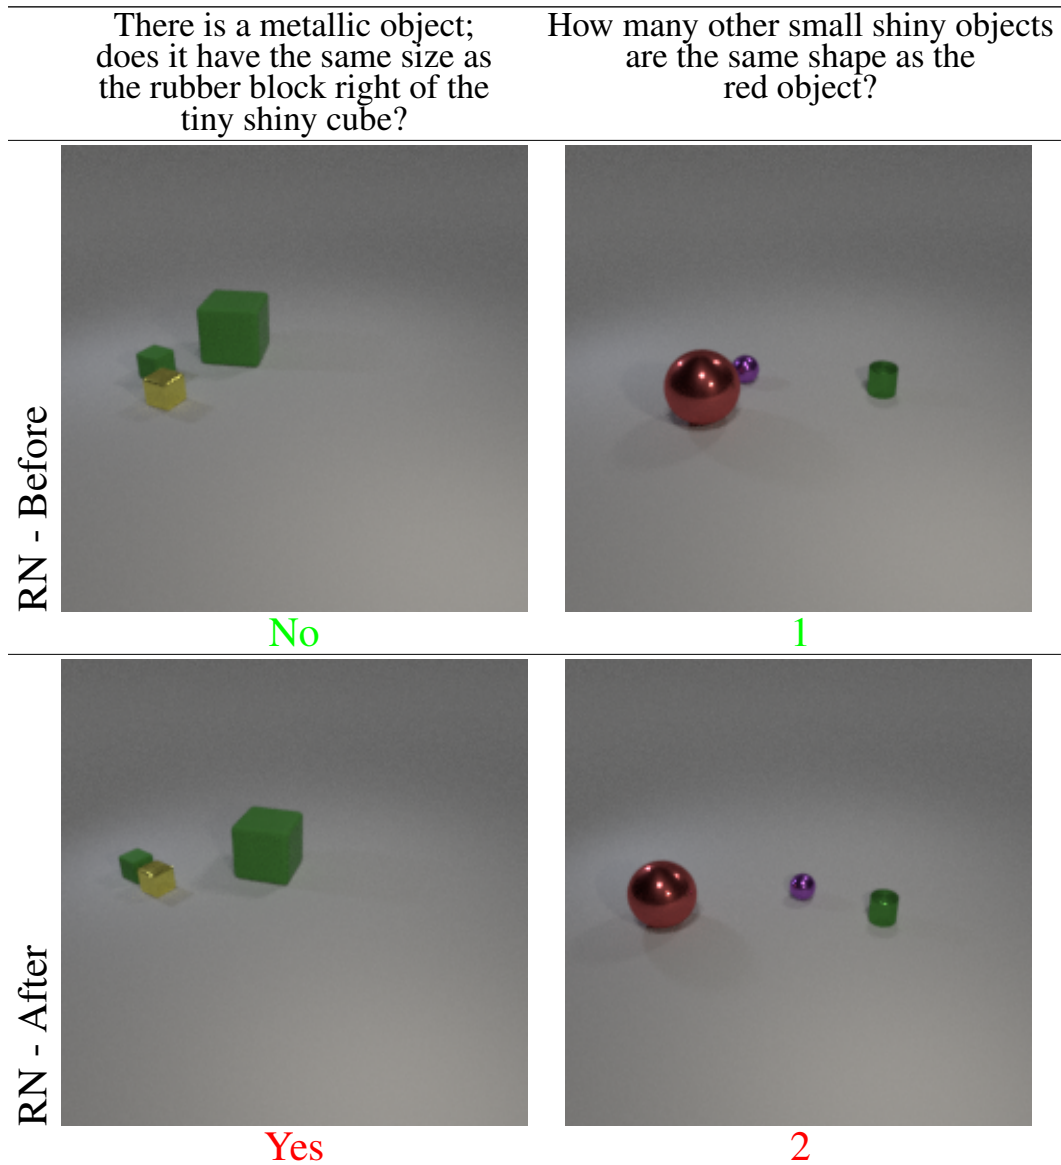 There is a metallic object;
does it have the same size as
the rubber block right of the
tiny shiny cube?
How many other small shiny objects
are the same shape as the
red object?
RN - Before
No
1
RN - After
Yes
2